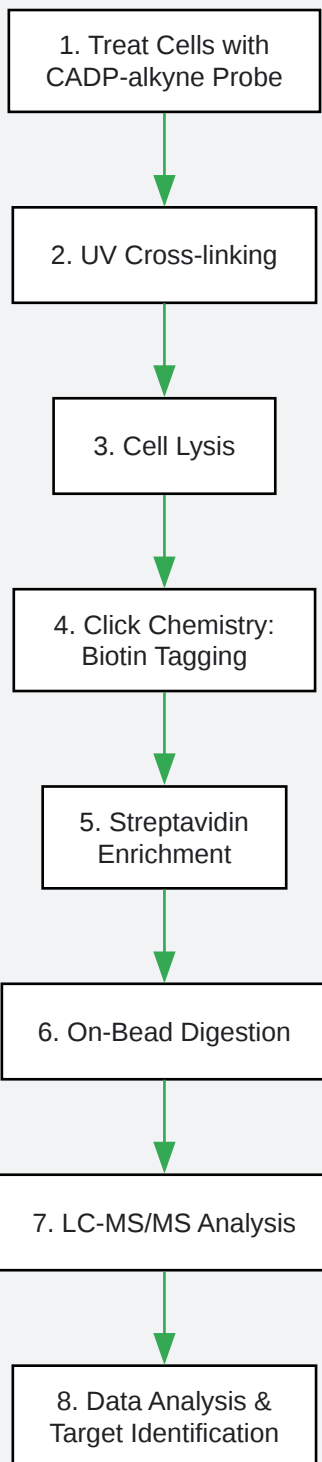 1. Treat Cells with
CADP-alkyne Probe
2. UV Cross-linking
3. Cell Lysis
4. Click Chemistry:
Biotin Tagging
5. Streptavidin
Enrichment
6. On-Bead Digestion
7. LC-MS/MS Analysis
8. Data Analysis &
Target Identification